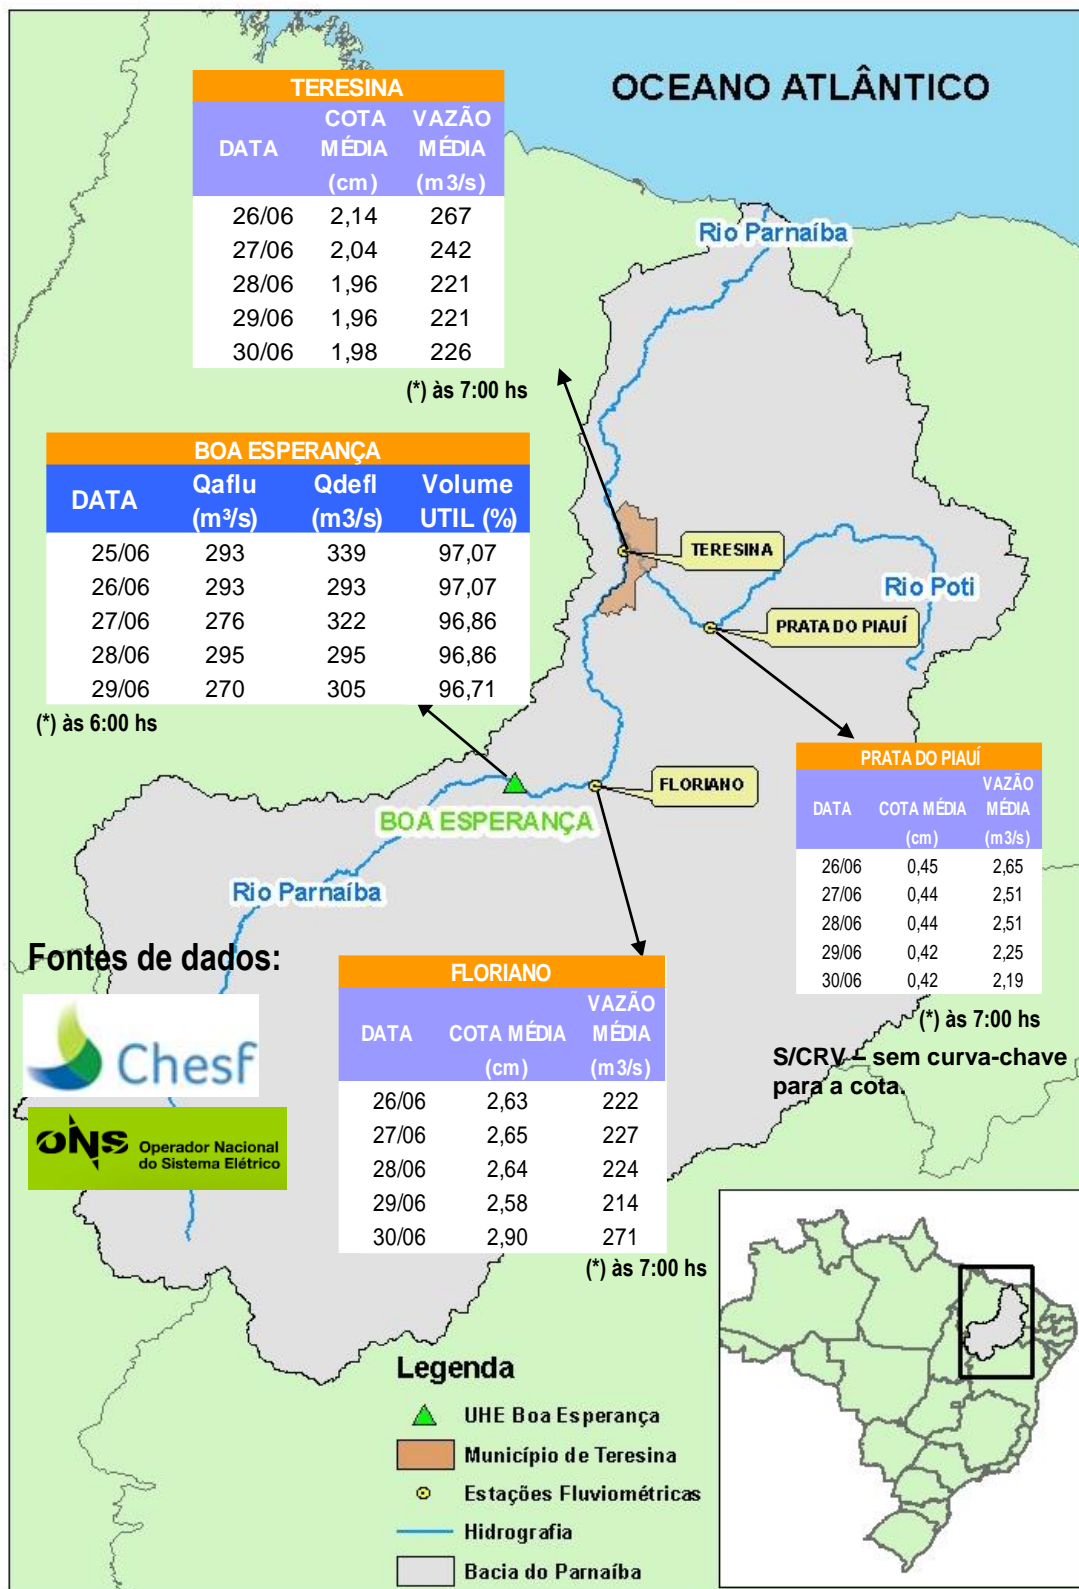 OCEANO ATLÂNTICO
TERESINA
DATA COTA MÉDIA (cm) VAZÃO MÉDIA (m3/s)
26/06 2,14 267
27/06 2,04 242
28/06 1,96 221
29/06 1,96 221
30/06 1,98 226
(*) às 7:00 hs
Rio Parnaíba
BOA ESPERANÇA
DATA Qaflu (m³/s) Qdefl (m3/s) Volume UTIL (%)
25/06 293 339 97,07
26/06 293 293 97,07
27/06 276 322 96,86
28/06 295 295 96,86
29/06 270 305 96,71
(*) às 6:00 hs
TERESINA
Rio Poti
PRATA DO PIAUÍ
FLORIANO
BOA ESPERANÇA
Rio Parnaíba
PRATA DO PIAUÍ
DATA COTA MÉDIA (cm) VAZÃO MÉDIA (m3/s)
26/06 0,45 2,65
27/06 0,44 2,51
28/06 0,44 2,51
29/06 0,42 2,25
30/06 0,42 2,19
(*) às 7:00 hs
S/CRV – sem curva-chave
para a cota.
Fontes de dados:
Chesf
ONS Operador Nacional
do Sistema Elétrico
FLORIANO
DATA COTA MÉDIA (cm) VAZÃO MÉDIA (m3/s)
26/06 2,63 222
27/06 2,65 227
28/06 2,64 224
29/06 2,58 214
30/06 2,90 271
(*) às 7:00 hs
Legenda
UHE Boa Esperança
Município de Teresina
Estações Fluviométricas
Hidrografia
Bacia do Parnaíba